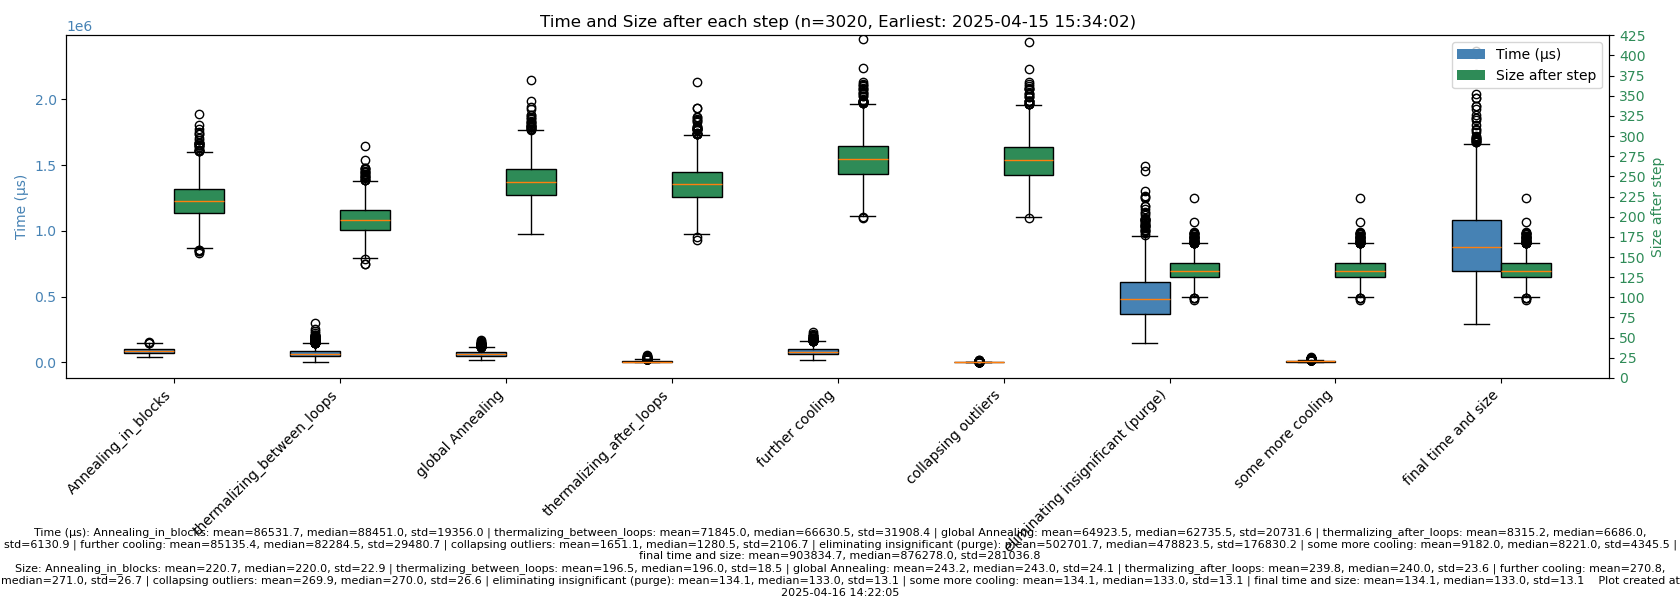 Time and Size after each step (n=3020, Earliest: 2025-04-15 15:34:02)
1e6
Time (µs)
2.0
1.5
1.0
0.5
0.0
Time (µs)
Size after step
425
400
375
350
325
300
275
250
225
200
175
150
125
100
75
50
25
0
Size after step
Annealing_in_blocks
thermalizing_between_loops
global Annealing
thermalizing_after_loops
further cooling
collapsing outliers
eliminating insignificant (purge)
some more cooling
final time and size
Time (µs): Annealing_in_blocks: mean=86531.7, median=88451.0, std=19356.0 | thermalizing_between_loops: mean=71845.0, median=66630.5, std=31908.4 | global Annealing: mean=64923.5, median=62735.5, std=20731.6 | thermalizing_after_loops: mean=8315.2, median=6686.0,
std=6130.9 | further cooling: mean=85135.4, median=82284.5, std=29480.7 | collapsing outliers: mean=1651.1, median=1280.5, std=2106.7 | eliminating insignificant (purge): mean=502701.7, median=478823.5, std=176830.2 | some more cooling: mean=9182.0, median=8221.0, std=4345.5 |
final time and size: mean=903834.7, median=876278.0, std=281036.8
Size: Annealing_in_blocks: mean=220.7, median=220.0, std=22.9 | thermalizing_between_loops: mean=196.5, median=196.0, std=18.5 | global Annealing: mean=243.2, median=243.0, std=24.1 | thermalizing_after_loops: mean=239.8, median=240.0, std=23.6 | further cooling: mean=270.8,
median=271.0, std=26.7 | collapsing outliers: mean=269.9, median=270.0, std=26.6 | eliminating insignificant (purge): mean=134.1, median=133.0, std=13.1 | some more cooling: mean=134.1, median=133.0, std=13.1 | final time and size: mean=134.1, median=133.0, std=13.1    Plot created at
2025-04-16 14:22:05